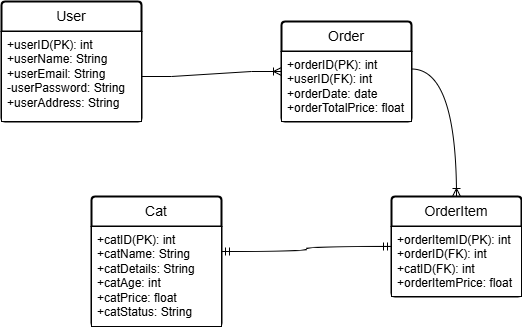 User
+userID(PK): int
+userName: String
+userEmail: String
-userPassword: String
+userAddress: String
Order
+orderID(PK): int
+userID(FK): int
+orderDate: date
+orderTotalPrice: float
Cat
+catID(PK): int
+catName: String
+catDetails: String
+catAge: int
+catPrice: float
+catStatus: String
OrderItem
+orderItemID(PK): int
+orderID(FK): int
+catID(FK): int
+orderItemPrice: float